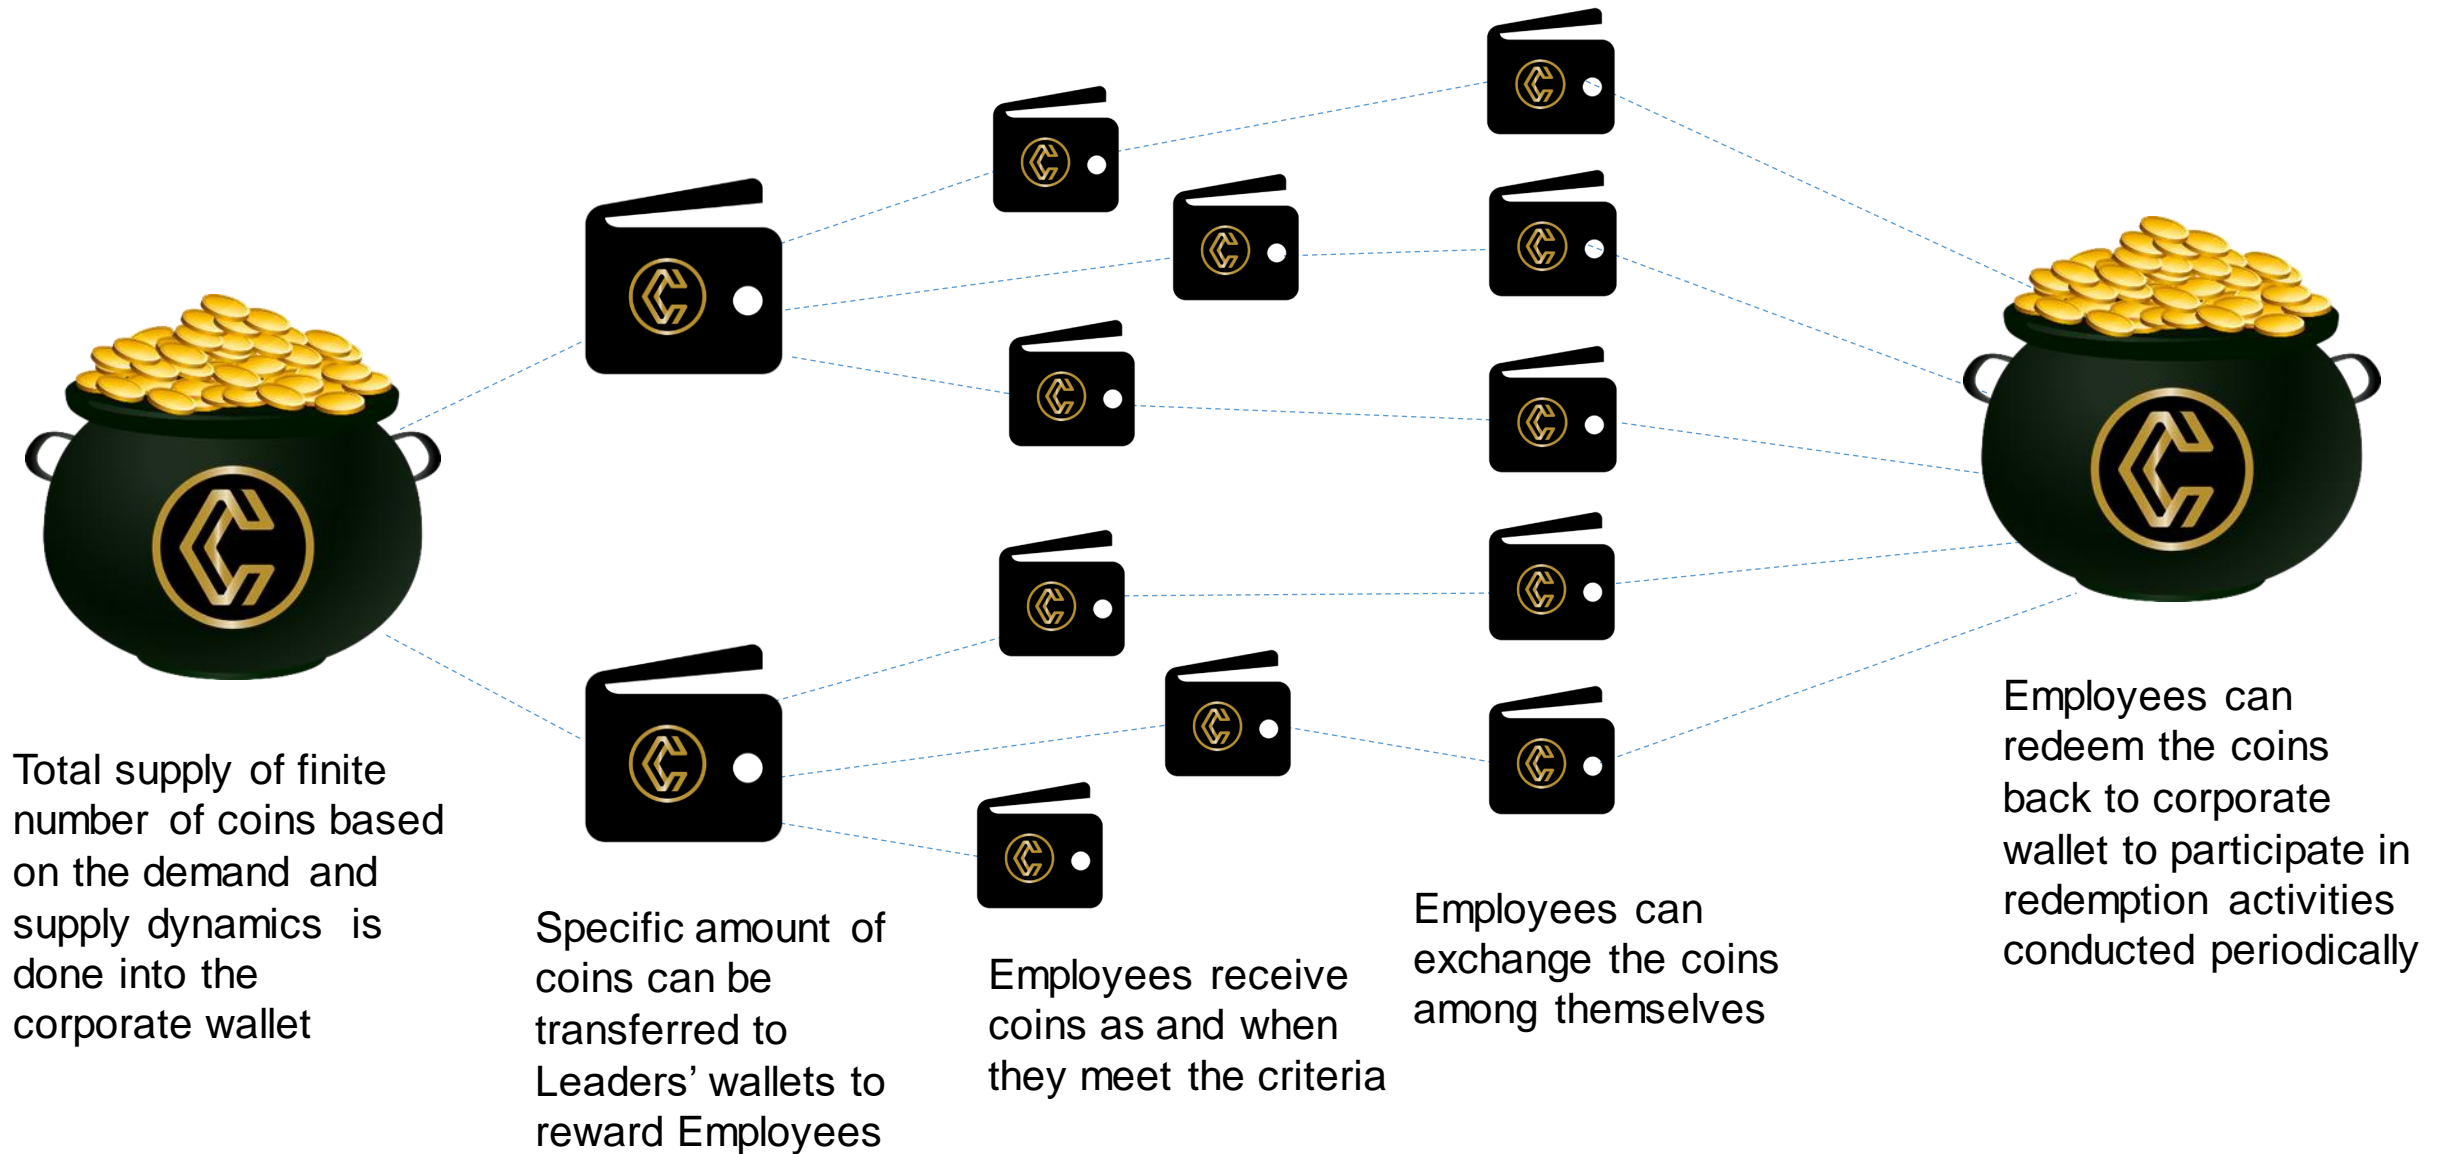 Total supply of finite
number of coins based
on the demand and
supply dynamics is
done into the
corporate wallet
Specific amount of
coins can be
transferred to
Leaders’ wallets to
reward Employees
Employees receive
coins as and when
they meet the criteria
Employees can
exchange the coins
among themselves
Employees can
redeem the coins
back to corporate
wallet to participate in
redemption activities
conducted periodically